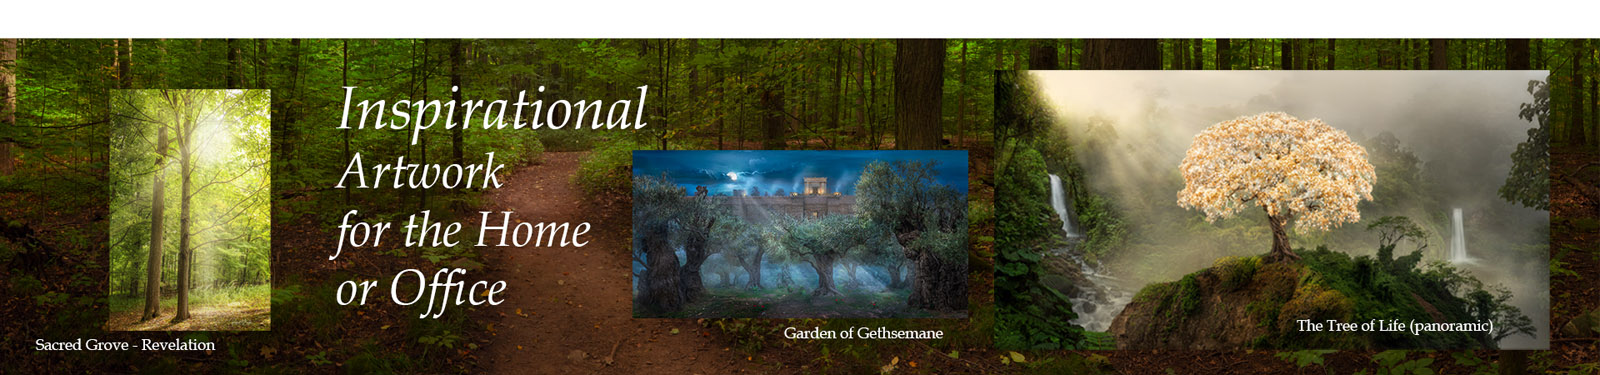 Inspirational
Artwork
for the Home
or Office
Sacred Grove - Revelation
Garden of Gethsemane
The Tree of Life (panoramic)